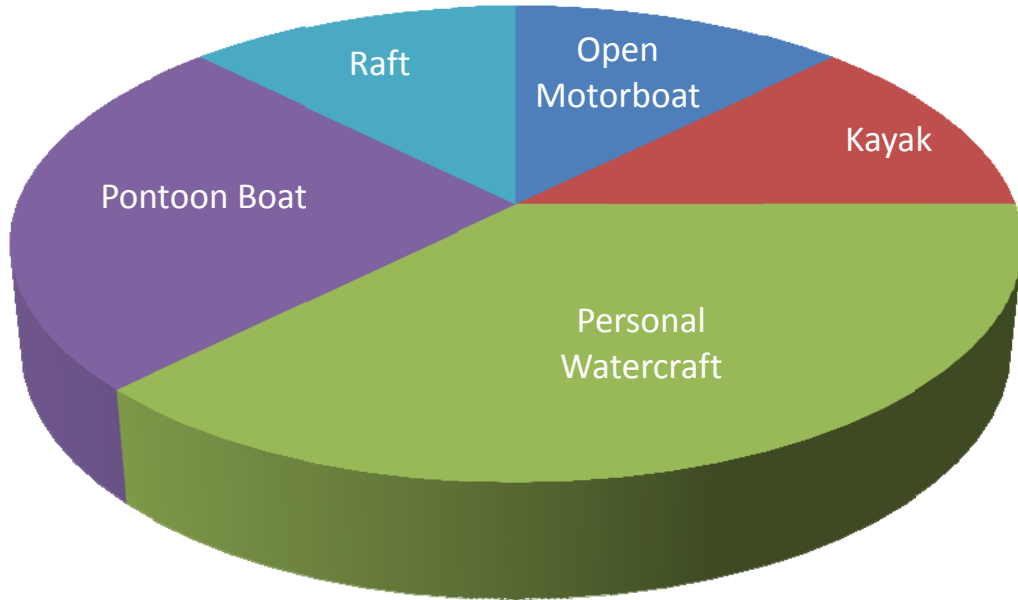 Raft
Open
Motorboat
Kayak
Pontoon Boat
Personal
Watercraft